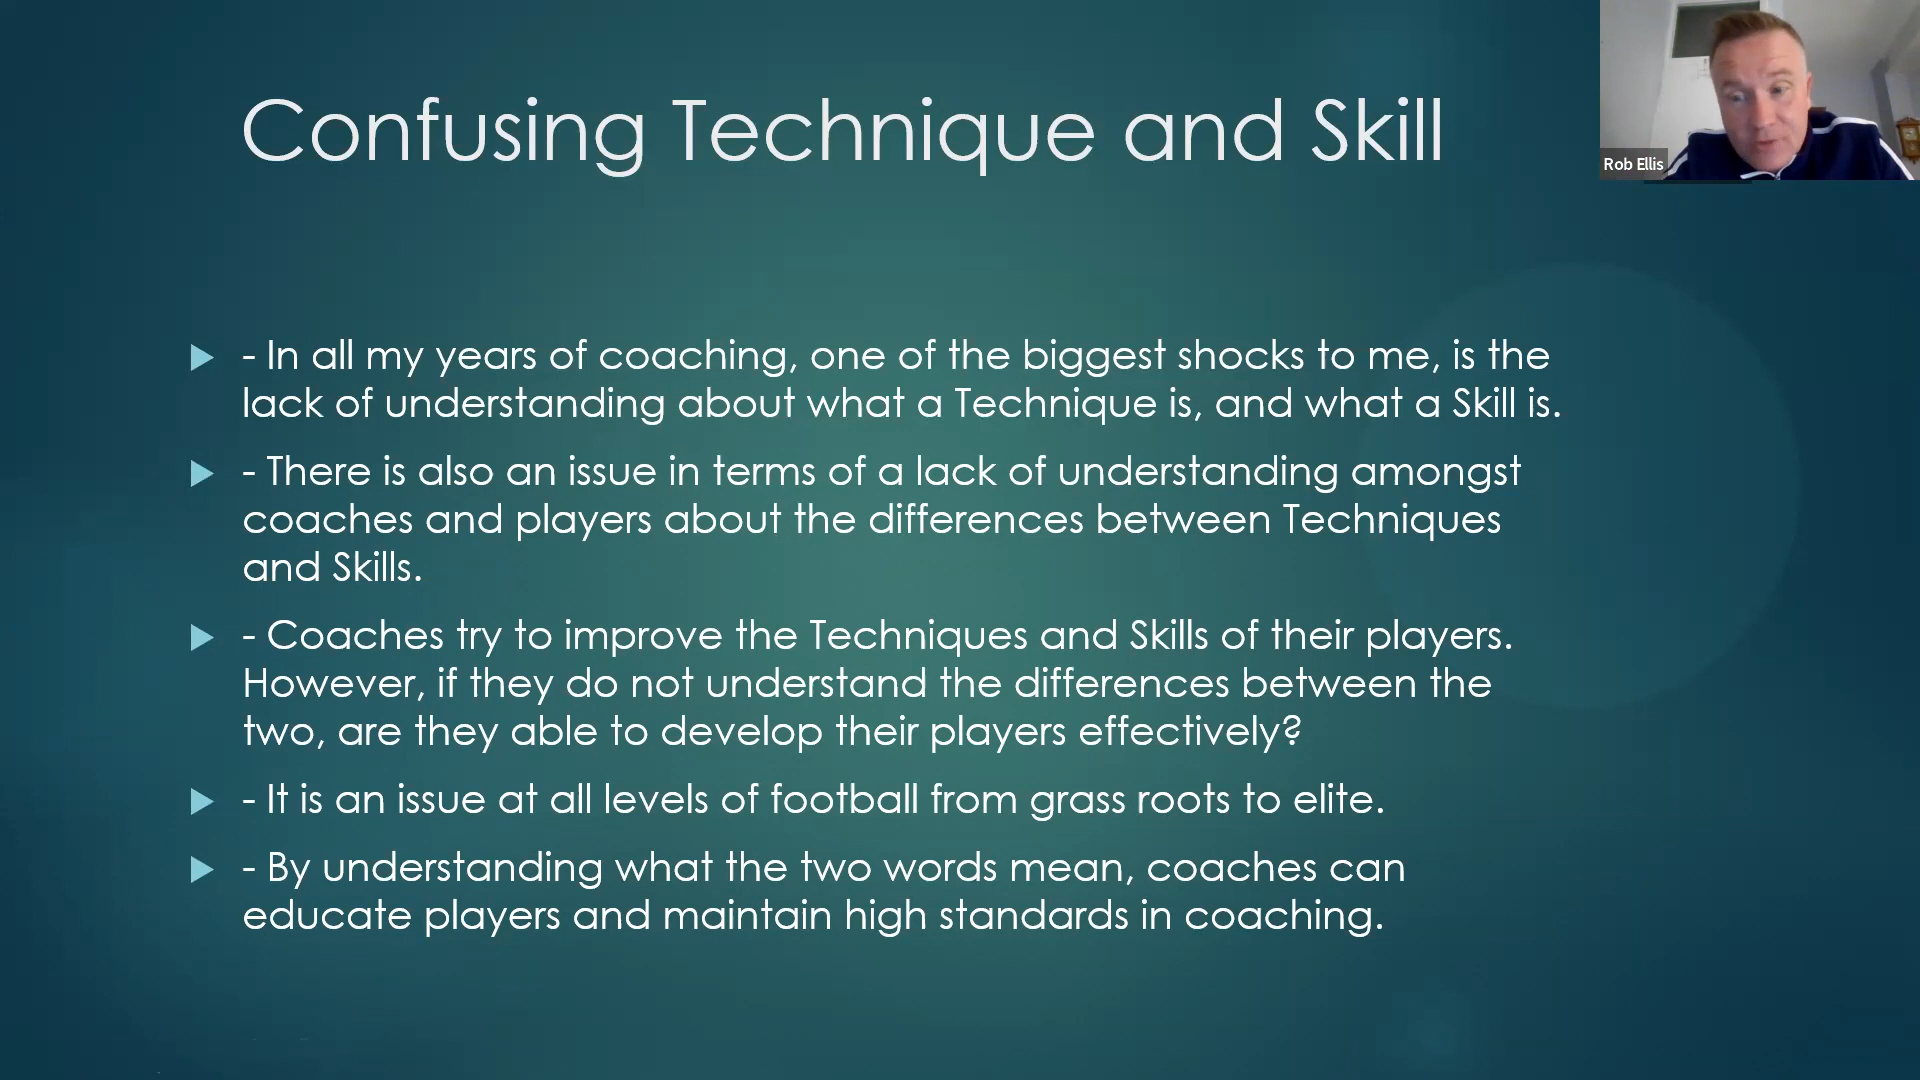 Confusing Technique and Skill
Rob Ellis
- In all my years of coaching, one of the biggest shocks to me, is the
lack of understanding about what a Technique is, and what a Skill is.
- There is also an issue in terms of a lack of understanding amongst
coaches and players about the differences between Techniques
and Skills.
- Coaches try to improve the Techniques and Skills of their players.
However, if they do not understand the differences between the
two, are they able to develop their players effectively?
- It is an issue at all levels of football from grass roots to elite.
- By understanding what the two words mean, coaches can
educate players and maintain high standards in coaching.